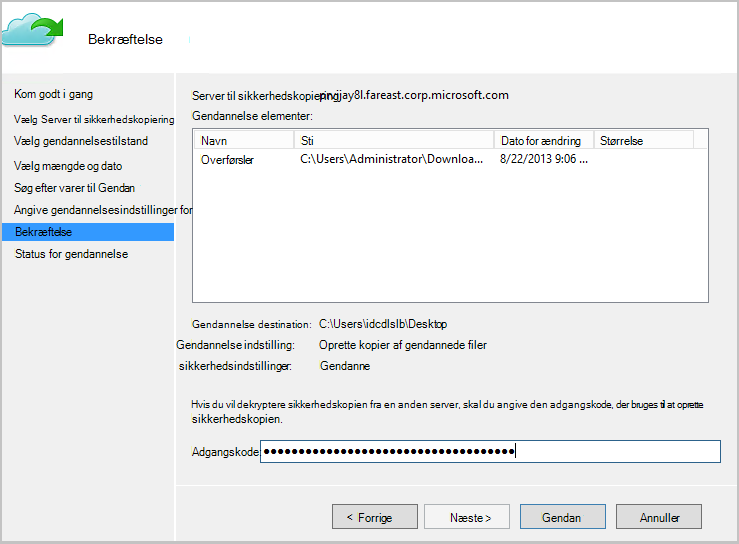 Bekræftelse
Kom godt i gang
Vælg Server til sikkerhedskopiering
Vælg gendannelsestilstand
Vælg mængde og dato
Søg efter varer til Gendan
Angive gendannelsesindstillinger for
Bekræftelse
Status for gendannelse
Server til sikkerhedskopiering
fareast.corp.microsoft.com
Gendannelse elementer:
Navn Sti Dato for ændring Størrelse
Overførsler C:\Users\Administrator\Downloa... 8/22/2013 9:06 ...
Gendannelse destination: C:\Users\idcdlslb\Desktop
Gendannelse indstilling: Oprette kopier af gendannede filer
sikkerhedsindstillinger: Gendanne
Hvis du vil dekryptere sikkerhedskopien fra en anden server, skal du angive den adgangskode, der bruges til at oprette
sikkerhedskopien.
Adgangskode: ●●●●●●●●●●●●●●●●●●●●●●●●●●●●●●●●●●●●
< Forrige Næste > Gendan Annuller